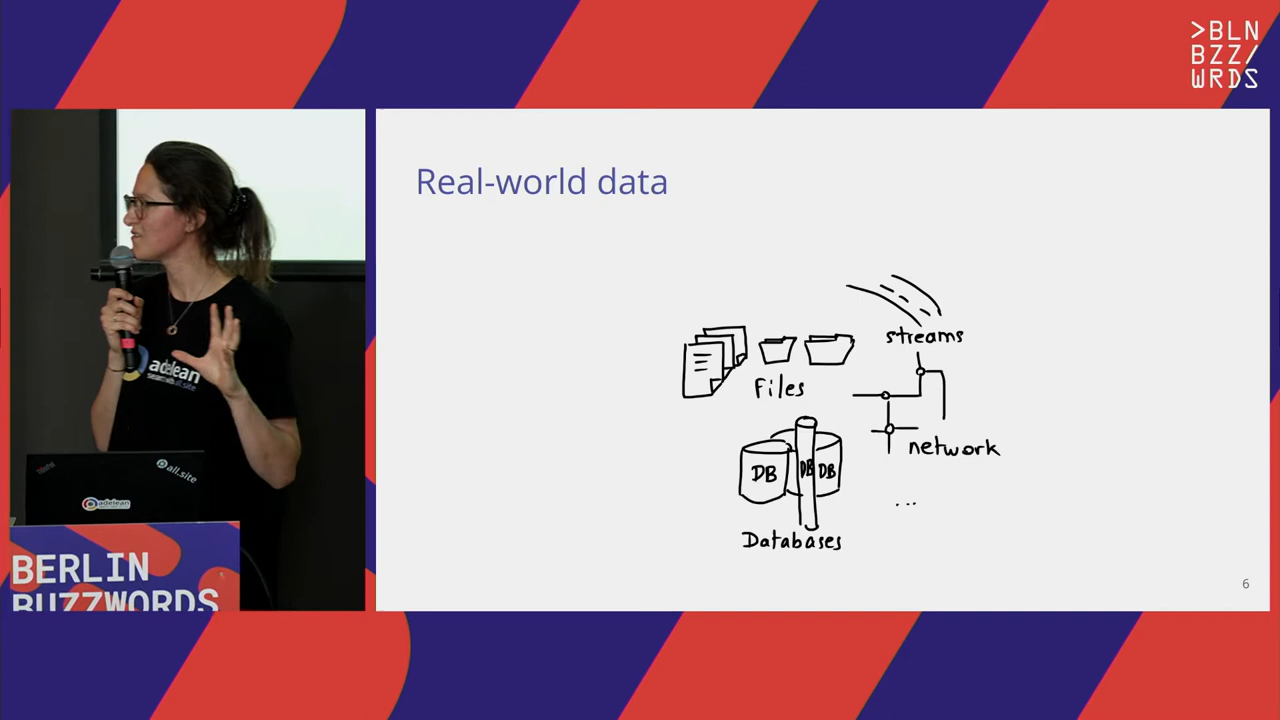 >BLN
BZZ/
WRDS
Real-world data
streams
Files
network
DB
DB
DB
...
Databases
6
adelean
all.site
adelean
BERLIN
BUZZWORDS